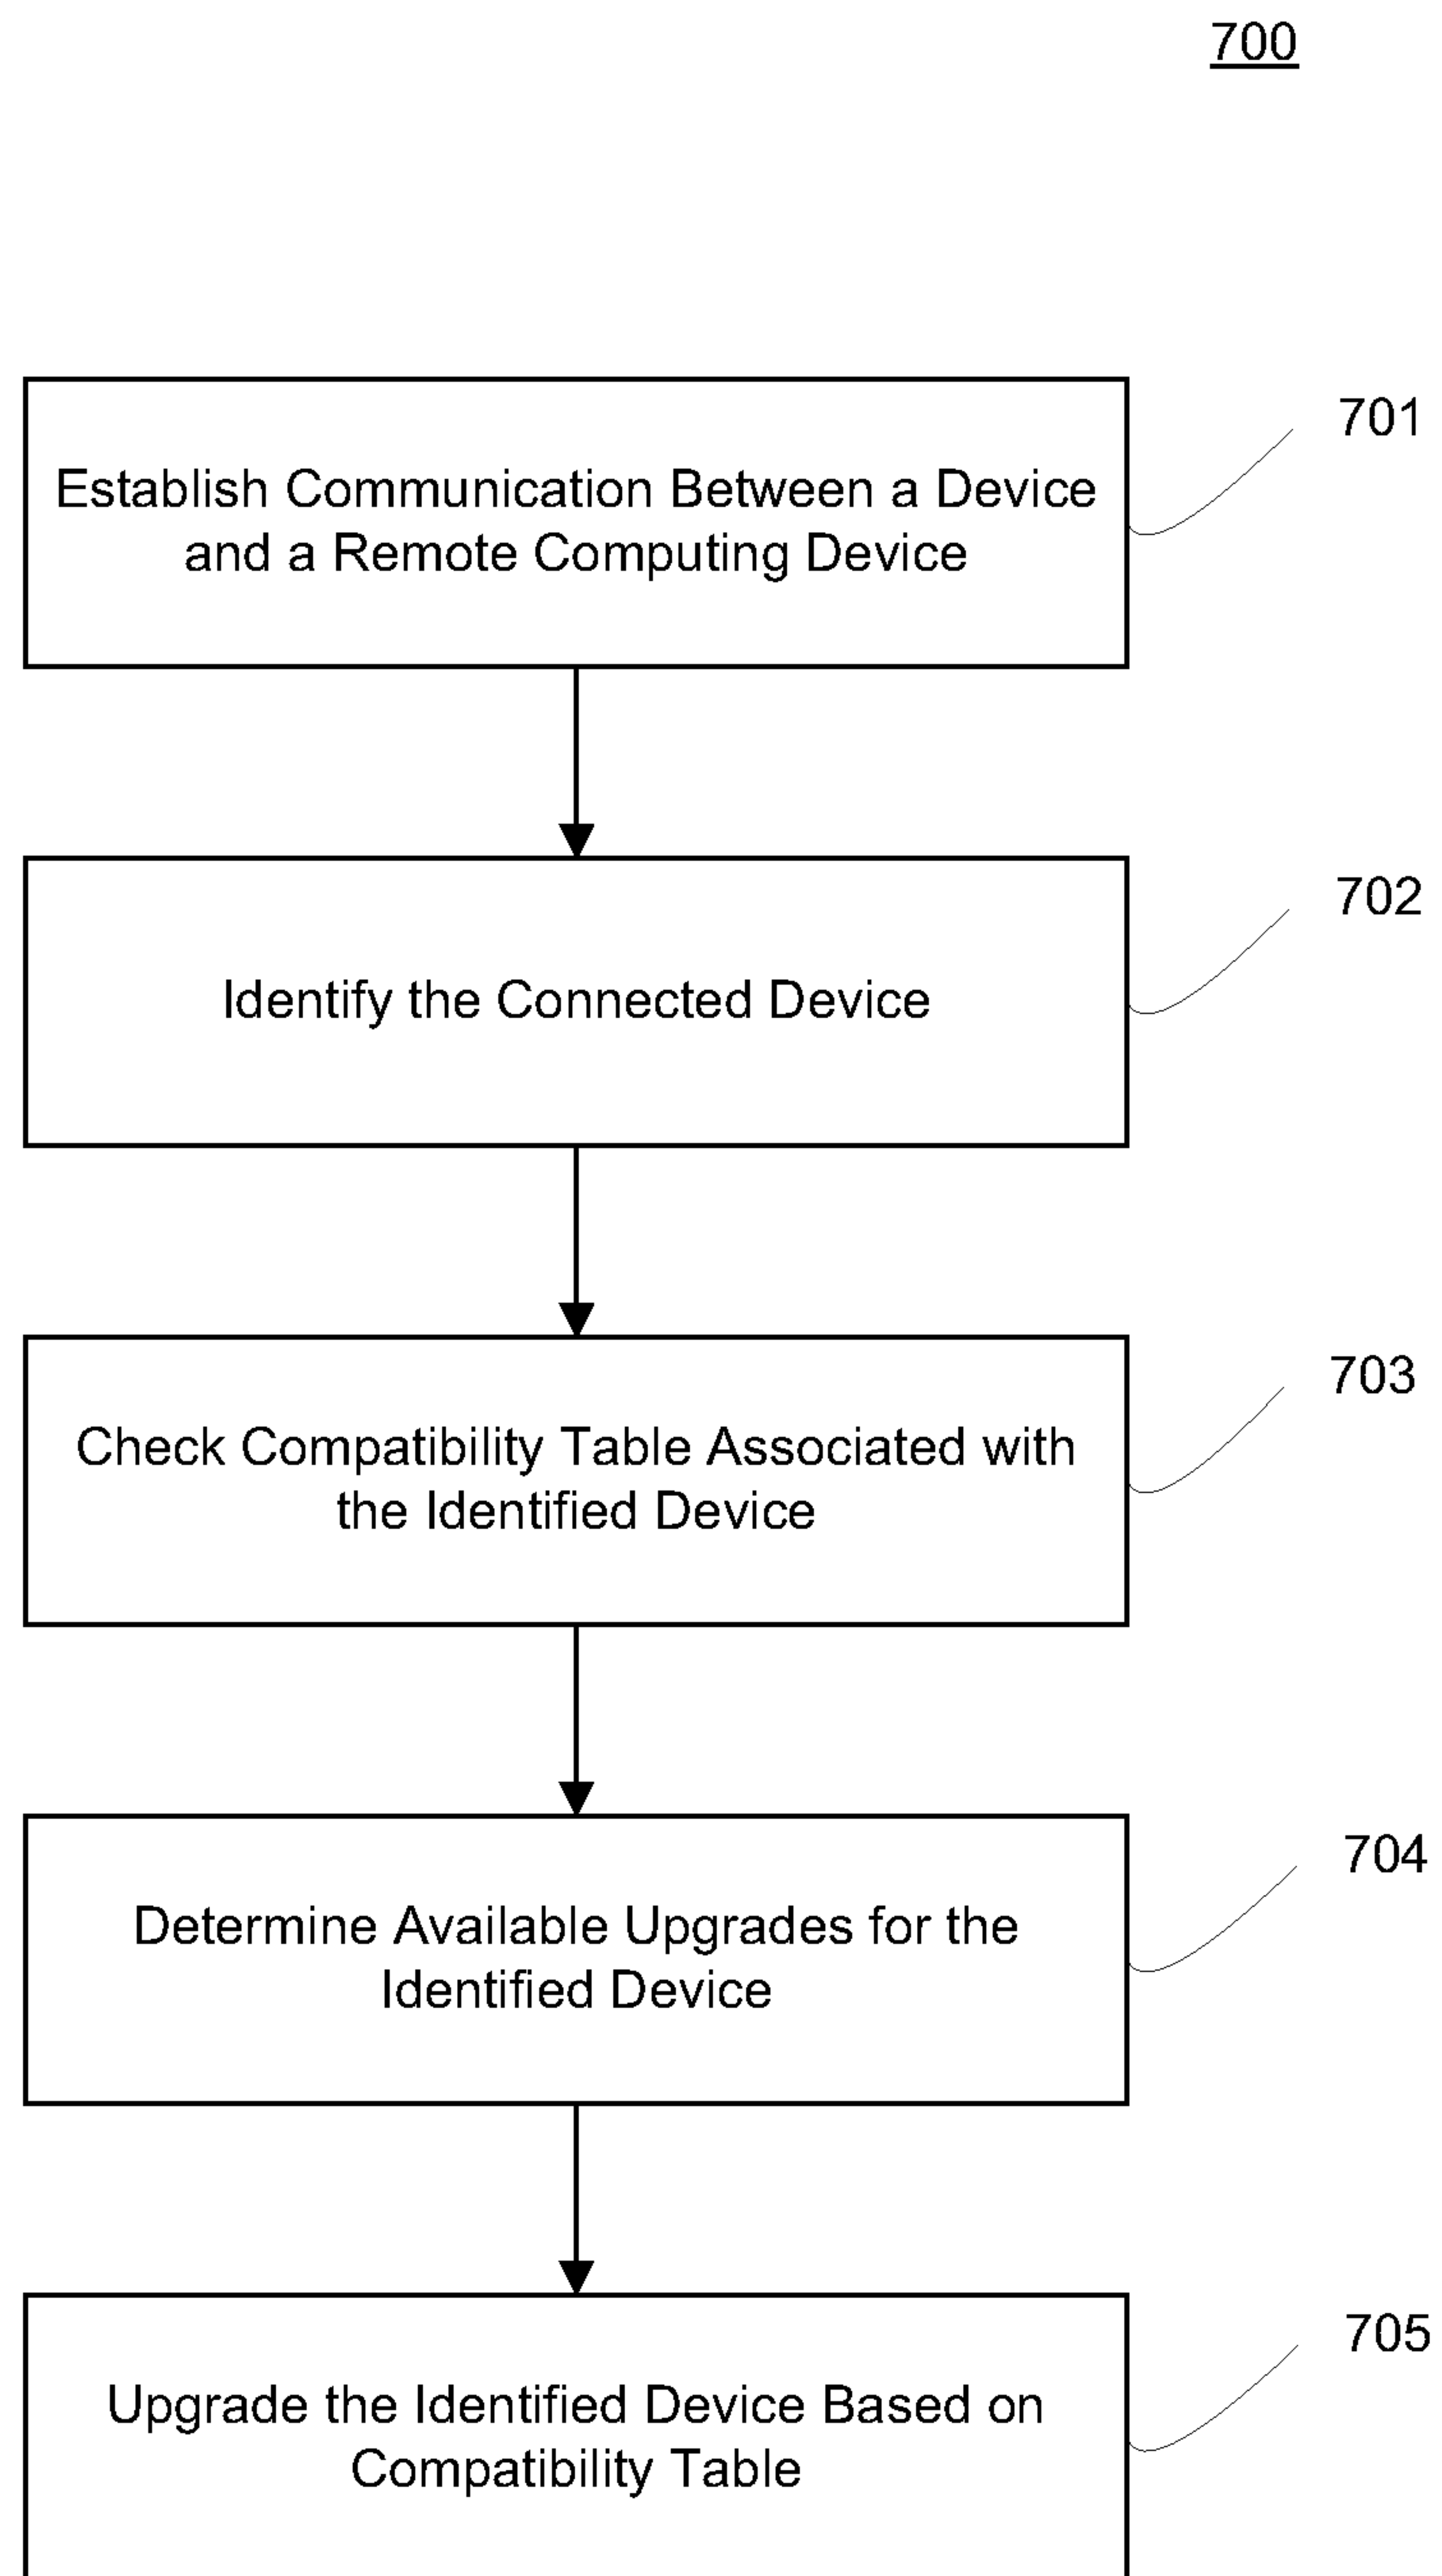 700
Establish Communication Between a Device
and a Remote Computing Device
701
Identify the Connected Device
702
Check Compatibility Table Associated with
the Identified Device
703
Determine Available Upgrades for the
Identified Device
704
Upgrade the Identified Device Based on
Compatibility Table
705